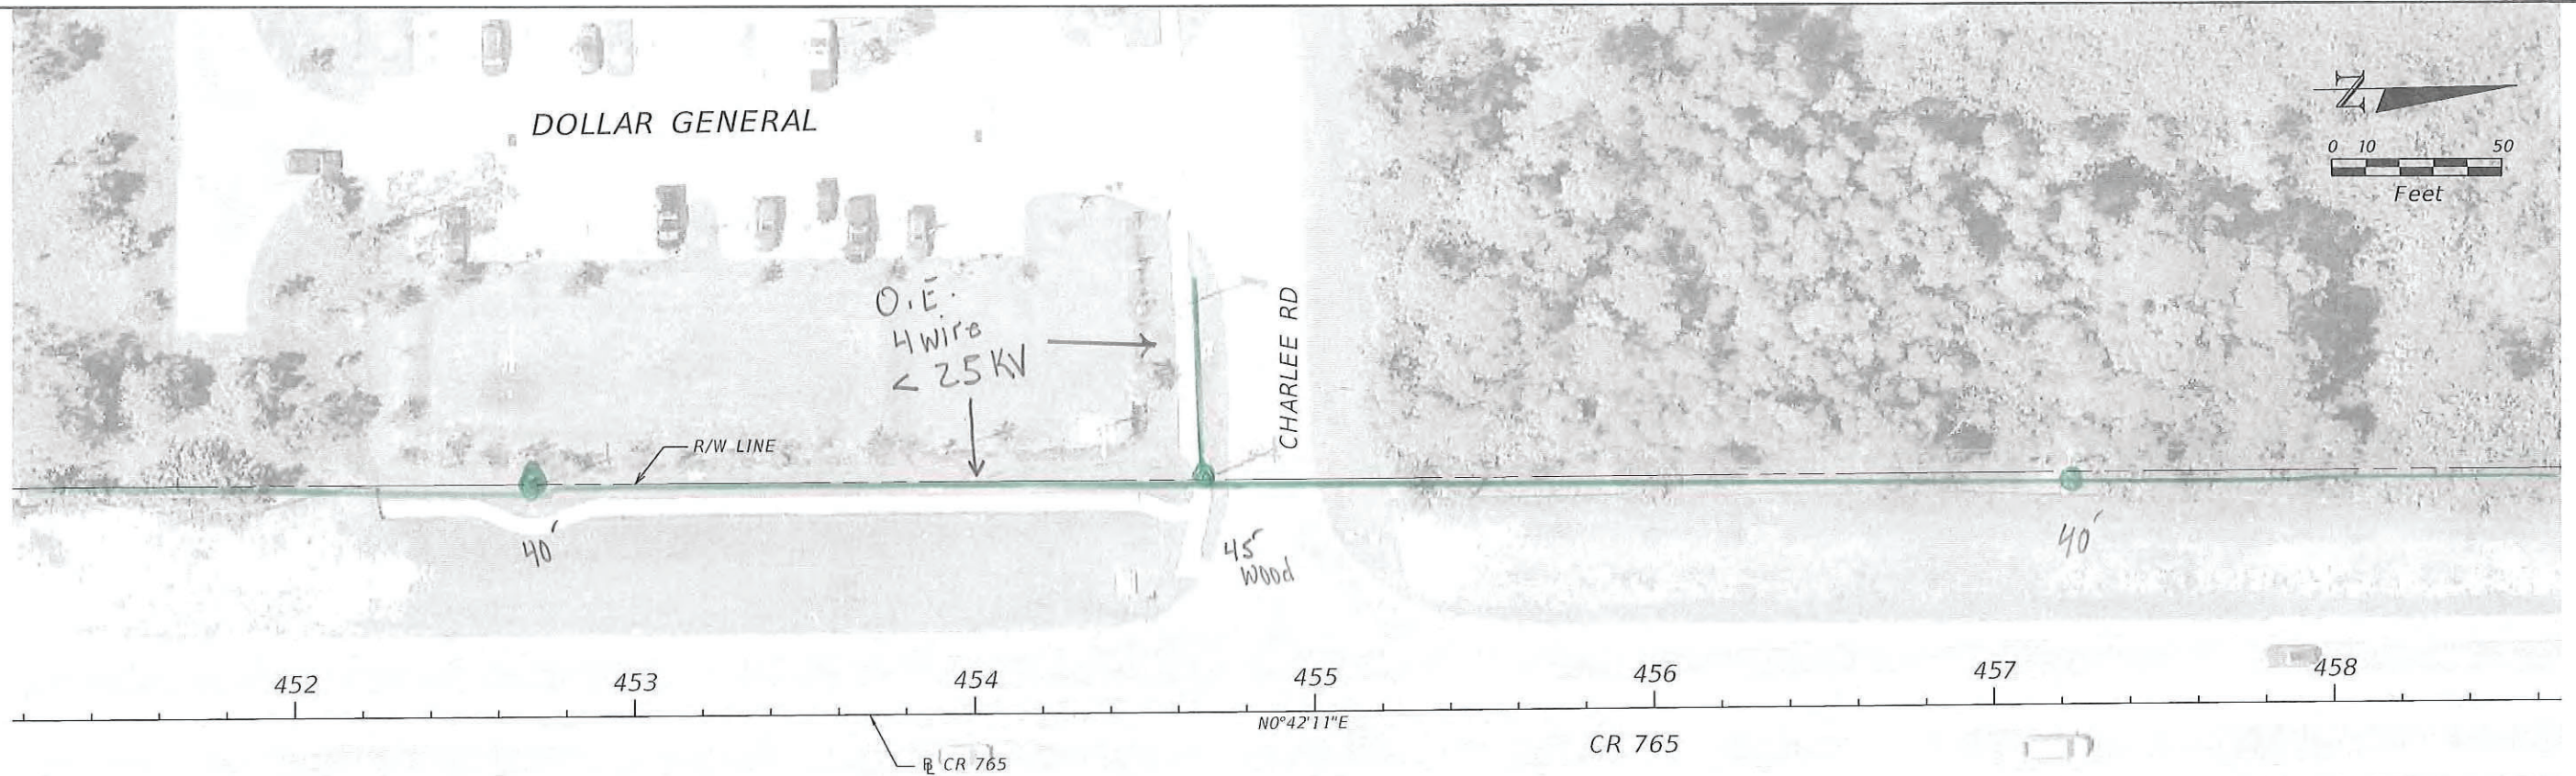 DOLLAR GENERAL
N
0 10 50
Feet
O.E.
4 wire
< 25 KV
CHARLEE RD
R/W LINE
40'
45'
Wood
40'
452 453 454 455 456 457 458
N0°42'11"E
CR 765
BL CR 765